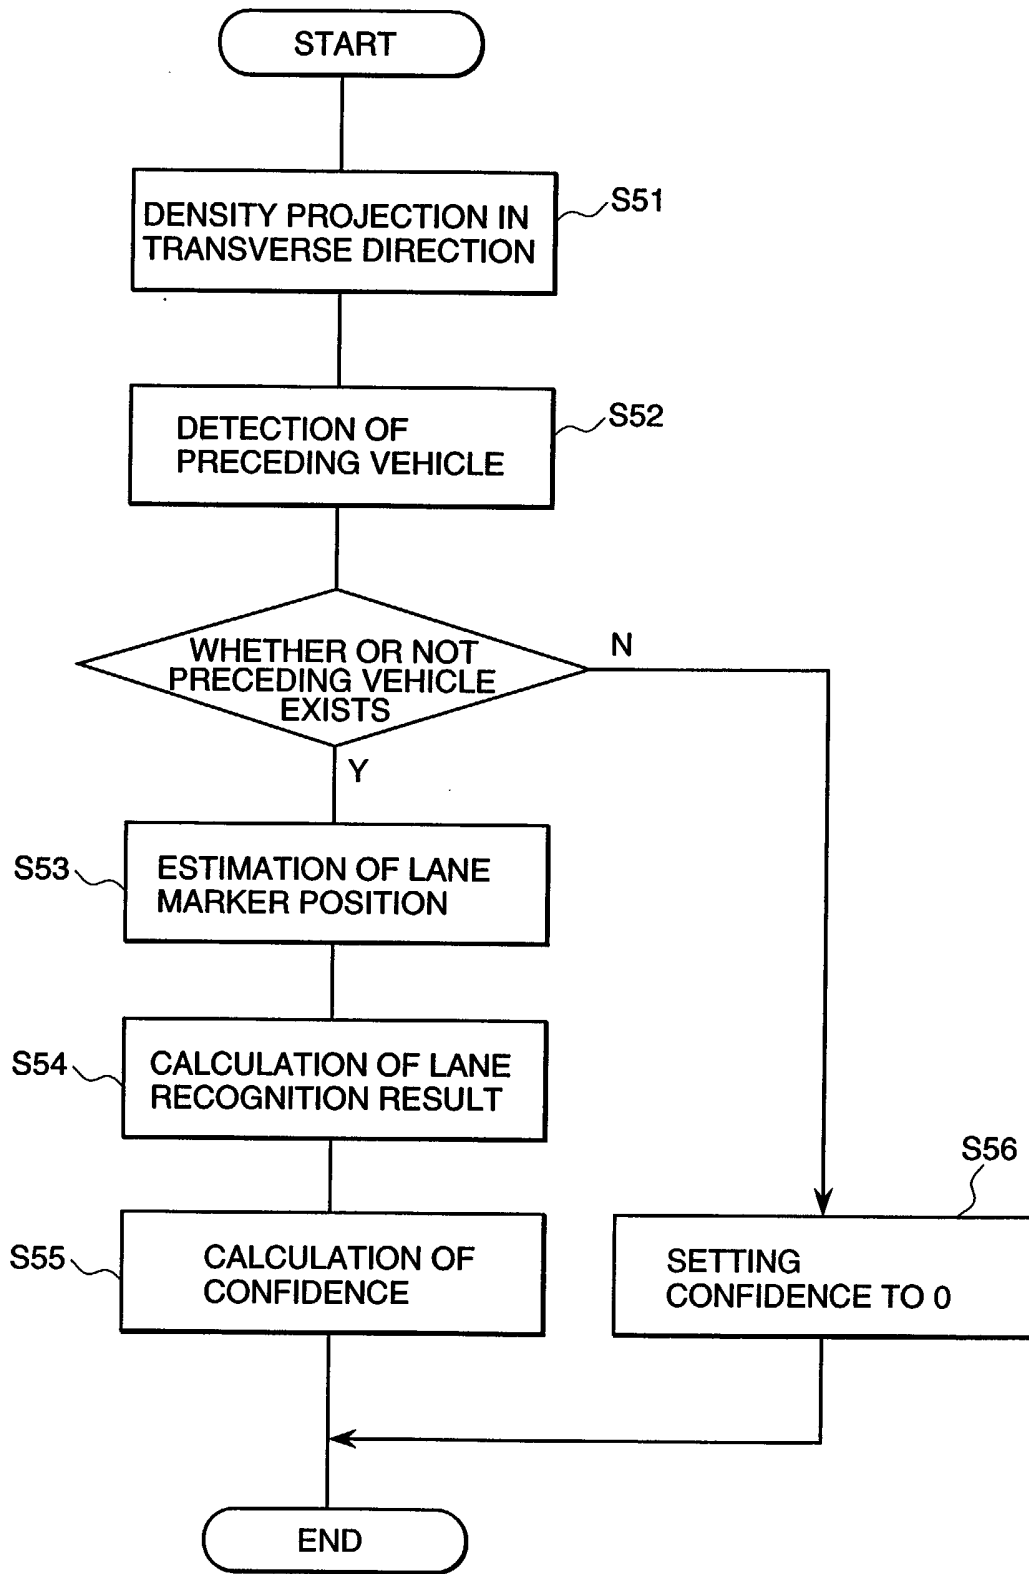 START
DENSITY PROJECTION IN
TRANSVERSE DIRECTION
S51
DETECTION OF
PRECEDING VEHICLE
S52
WHETHER OR NOT
PRECEDING VEHICLE
EXISTS
N
Y
S53
ESTIMATION OF LANE
MARKER POSITION
S54
CALCULATION OF LANE
RECOGNITION RESULT
S55
CALCULATION OF
CONFIDENCE
S56
SETTING
CONFIDENCE TO 0
END